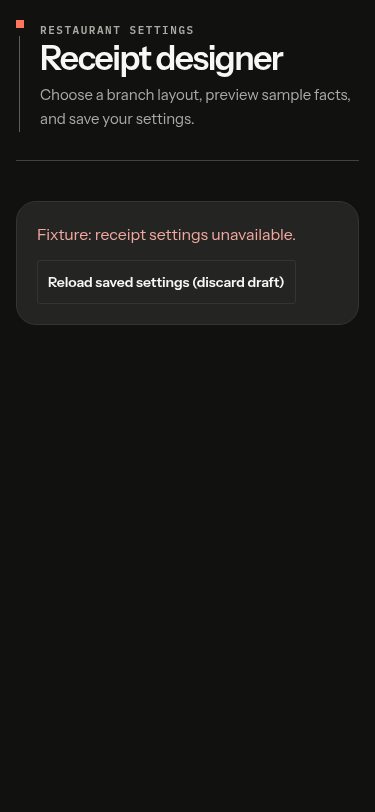 RESTAURANT SETTINGS
Receipt designer
Choose a branch layout, preview sample facts,
and save your settings.
Fixture: receipt settings unavailable.
Reload saved settings (discard draft)